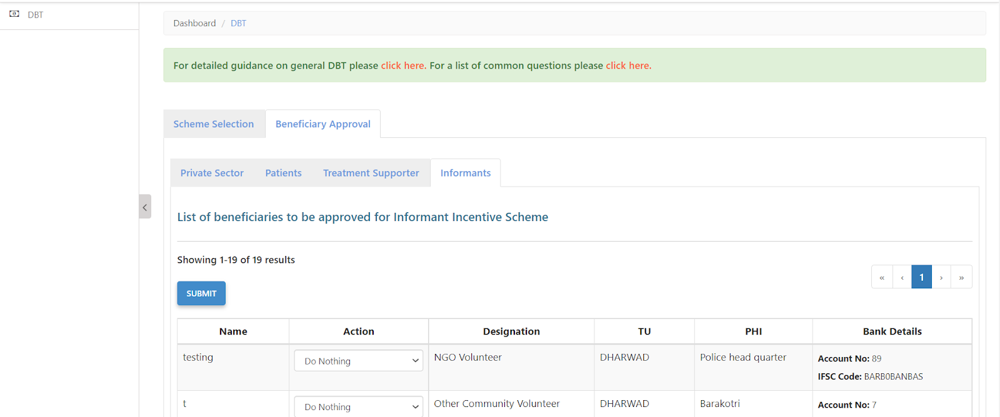 DBT
Dashboard / DBT
For detailed guidance on general DBT please click here. For a list of common questions please click here.
Scheme Selection Beneficiary Approval
Private Sector Patients Treatment Supporter Informants
List of beneficiaries to be approved for Informant Incentive Scheme
Showing 1-19 of 19 results
« ‹ 1 › »
SUBMIT
Name Action Designation TU PHI Bank Details
testing Do Nothing NGO Volunteer DHARWAD Police head quarter Account No: 89
IFSC Code: BARB0BANBAS
t Do Nothing Other Community Volunteer DHARWAD Barakotri Account No: 7